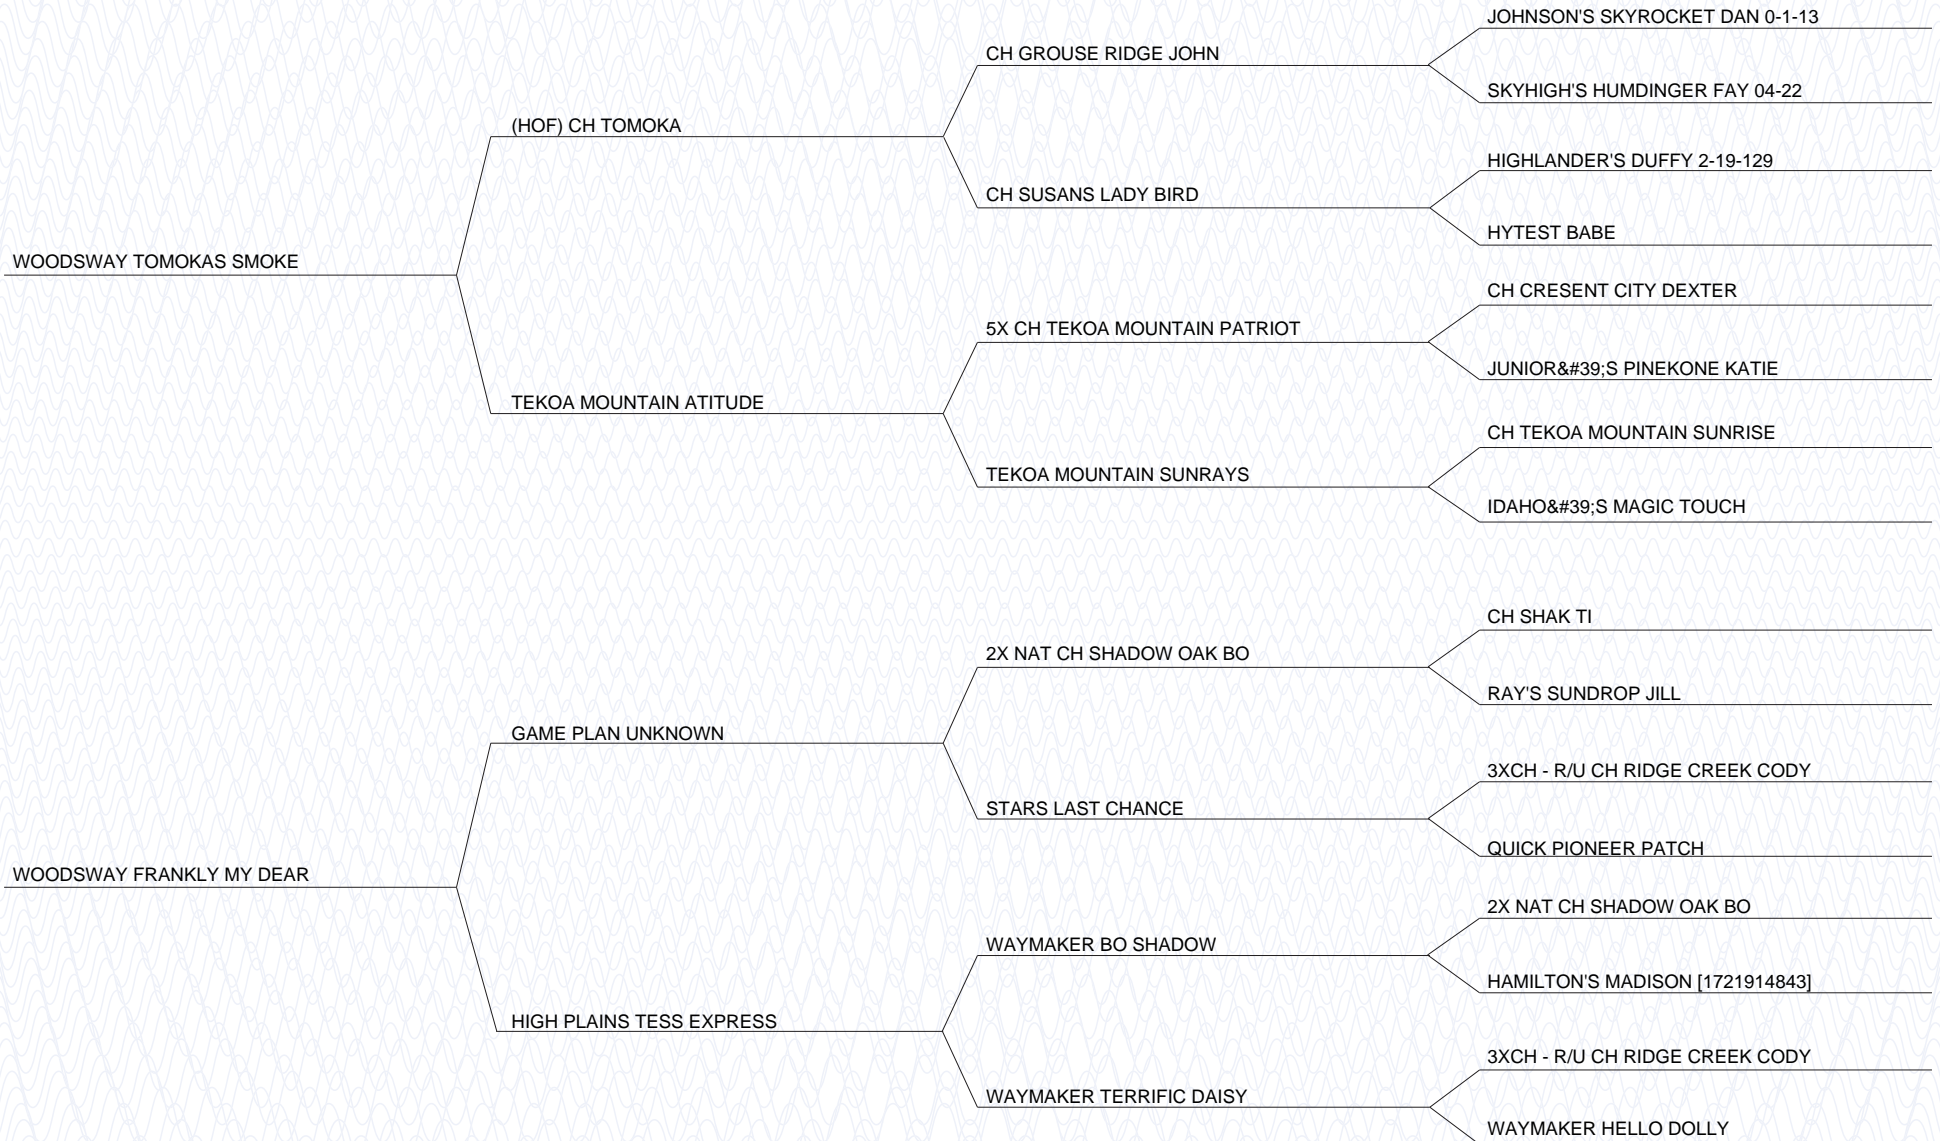 JOHNSON'S SKYROCKET DAN 0-1-13
CH GROUSE RIDGE JOHN
SKYHIGH'S HUMDINGER FAY 04-22
(HOF) CH TOMOKA
HIGHLANDER'S DUFFY 2-19-129
CH SUSANS LADY BIRD
HYTEST BABE
WOODSWAY TOMOKAS SMOKE
CH CRESENT CITY DEXTER
5X CH TEKOA MOUNTAIN PATRIOT
JUNIOR&#39;S PINEKONE KATIE
TEKOA MOUNTAIN ATITUDE
CH TEKOA MOUNTAIN SUNRISE
TEKOA MOUNTAIN SUNRAYS
IDAHO&#39;S MAGIC TOUCH
CH SHAK TI
2X NAT CH SHADOW OAK BO
RAY'S SUNDROP JILL
GAME PLAN UNKNOWN
3XCH - R/U CH RIDGE CREEK CODY
STARS LAST CHANCE
QUICK PIONEER PATCH
WOODSWAY FRANKLY MY DEAR
2X NAT CH SHADOW OAK BO
WAYMAKER BO SHADOW
HAMILTON'S MADISON [1721914843]
HIGH PLAINS TESS EXPRESS
3XCH - R/U CH RIDGE CREEK CODY
WAYMAKER TERRIFIC DAISY
WAYMAKER HELLO DOLLY